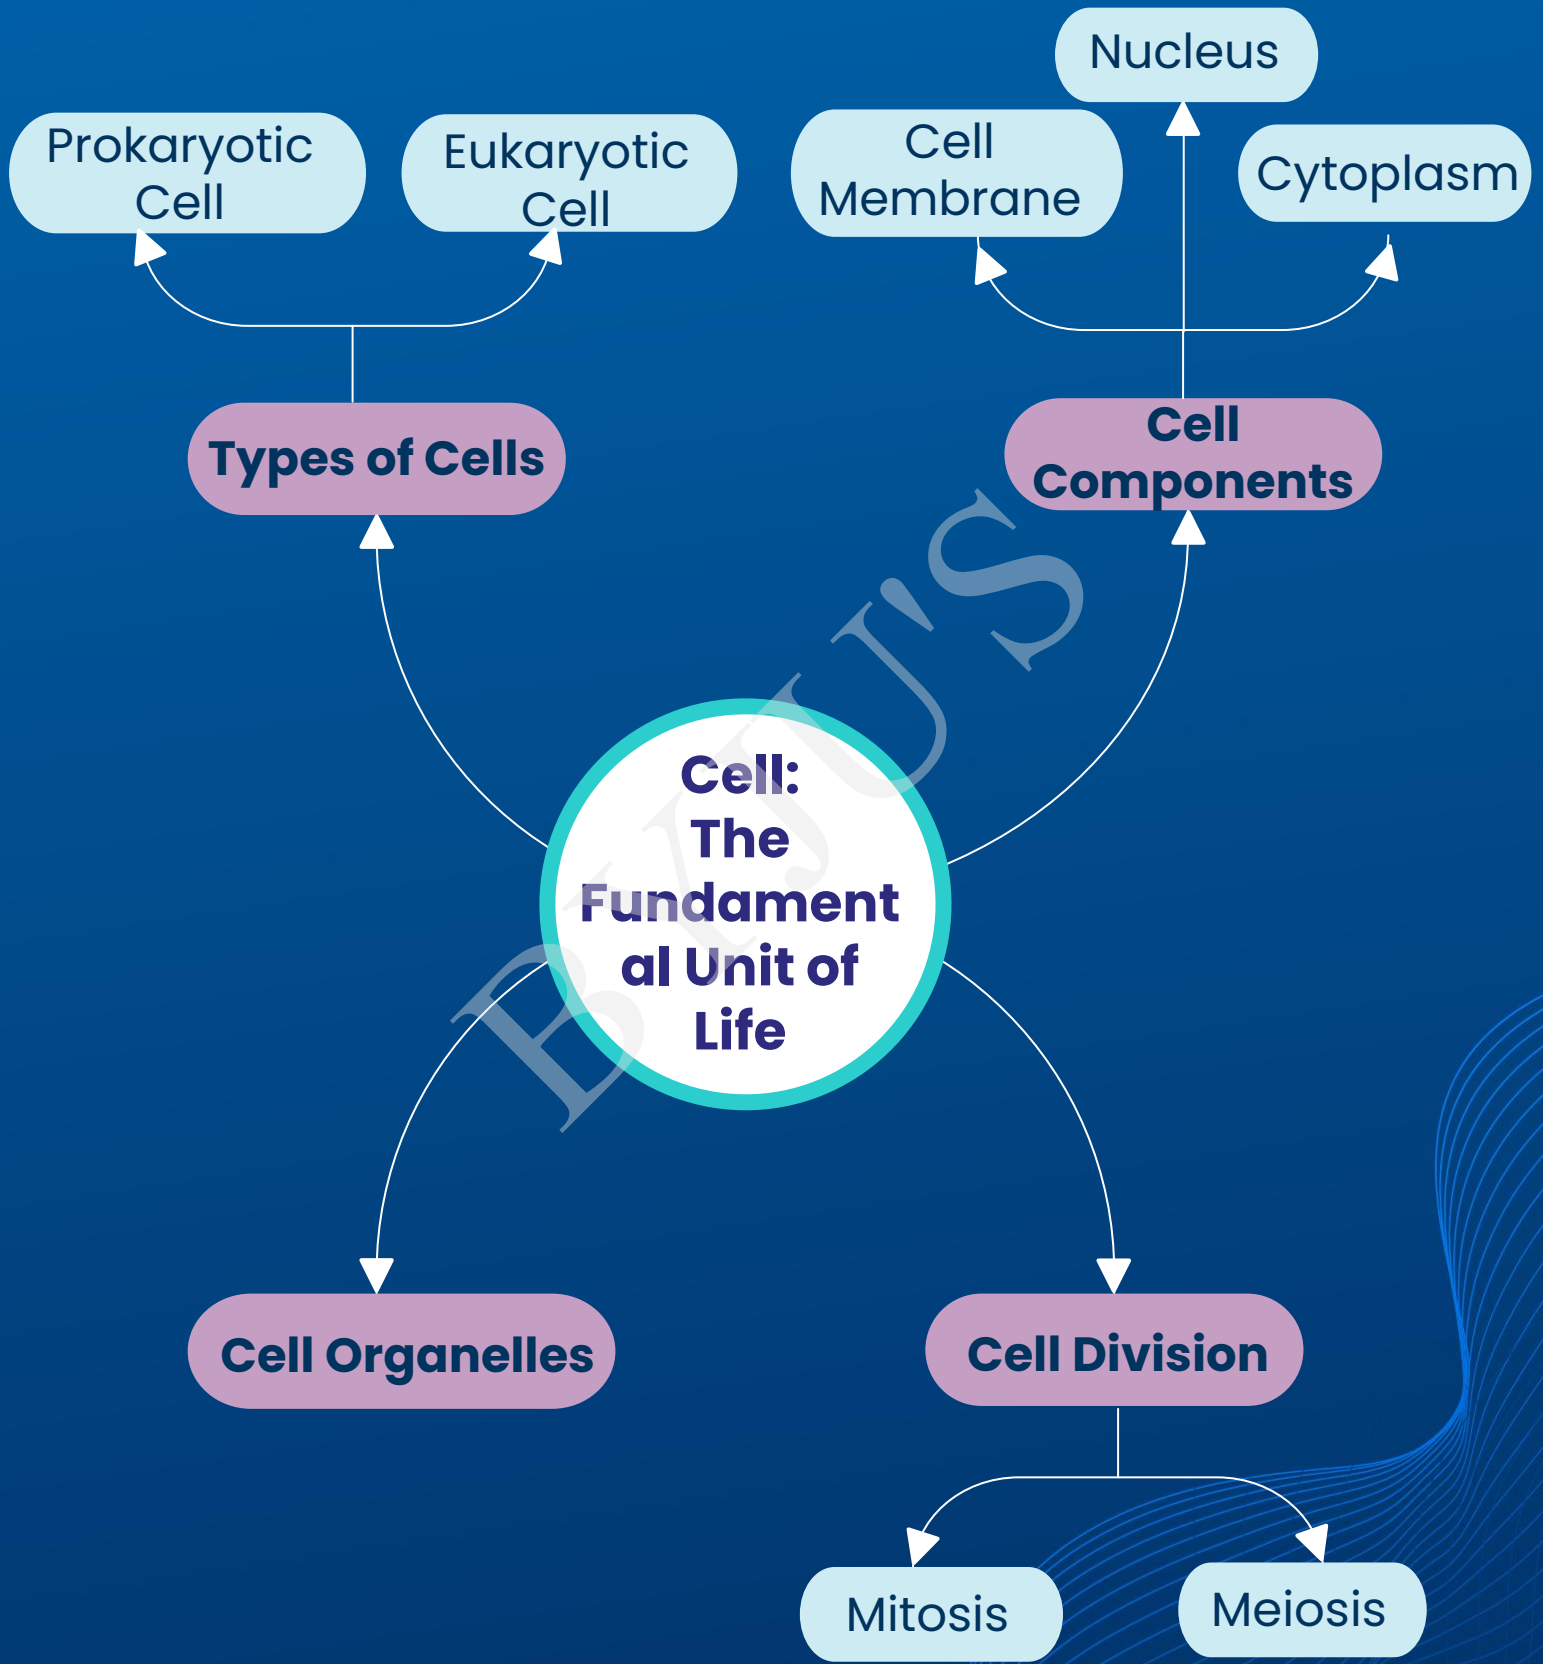 Nucleus
Prokaryotic
Cell
Eukaryotic
Cell
Cell
Membrane
Cytoplasm
Types of Cells
Cell
Components
Cell:
The
Fundament
al Unit of
Life
BYJU'S
Cell Organelles
Cell Division
Mitosis
Meiosis